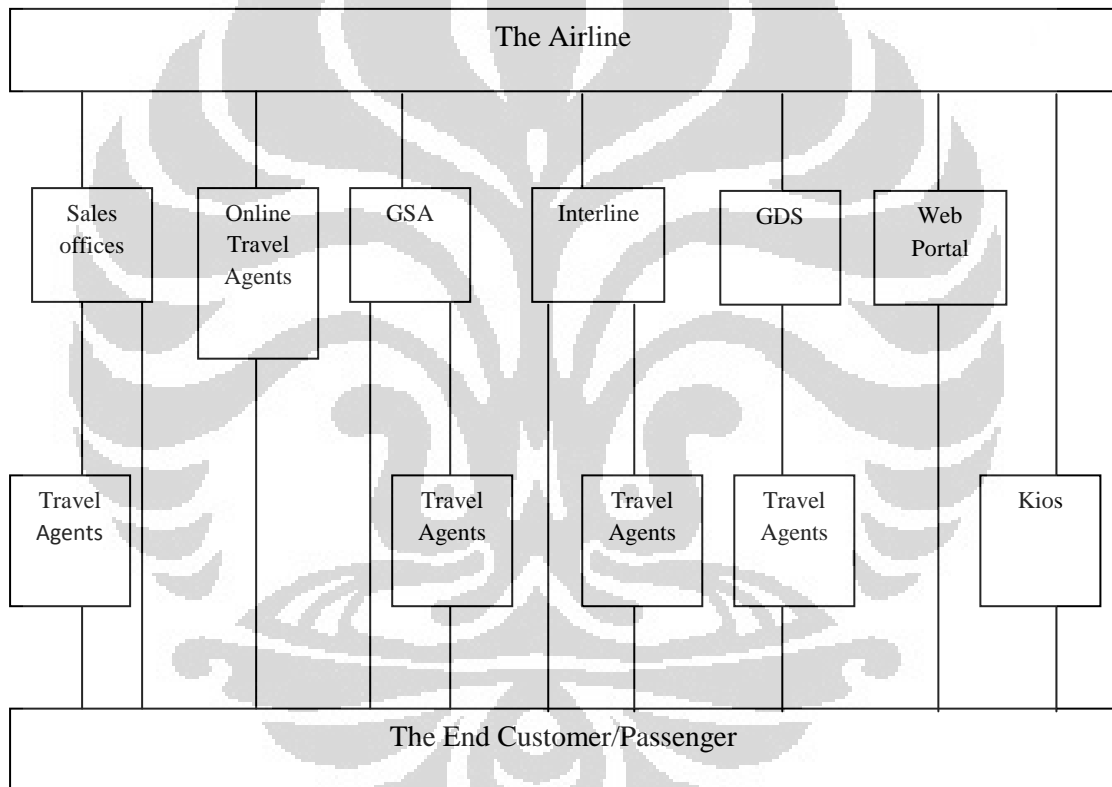 The Airline
Sales
offices
Online
Travel
Agents
GSA
Interline
GDS
Web
Portal
Travel
Agents
Travel
Agents
Travel
Agents
Travel
Agents
Kios
The End Customer/Passenger